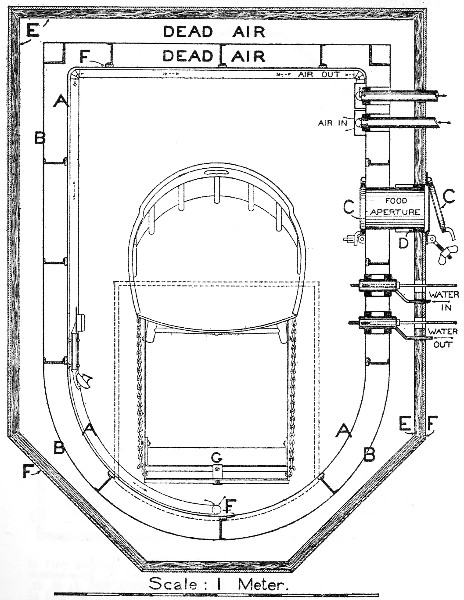 E
DEAD AIR
DEAD AIR
F
AIR OUT
A
B
AIR IN
C
FOOD
APERTURE
C
D
WATER
IN
WATER
OUT
A
A
B
B
E
F
F
G
F
Scale: 1 Meter.